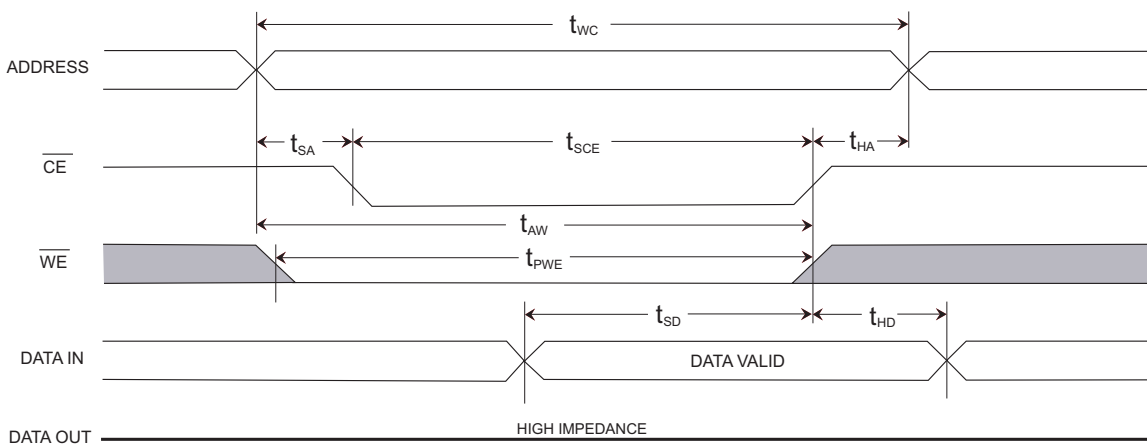 tWC
ADDRESS
tSA
tSCE
tHA
CE
tAW
WE
tPWE
tSD
tHD
DATA IN
DATA VALID
DATA OUT
HIGH IMPEDANCE